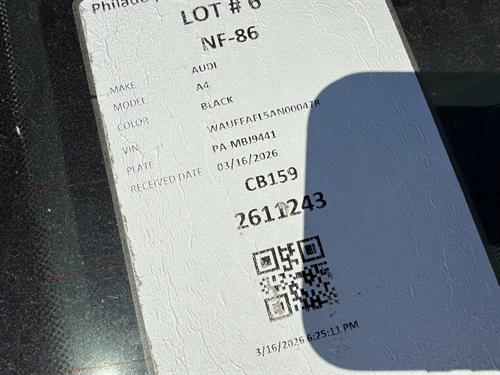 LOT # 6
NF-86
MAKE AUDI
MODEL A4
COLOR BLACK
VIN WAUFFAFL5AN000478
PLATE PA-MBJ9441
RECEIVED DATE 03/16/2026
CB159
2611243
3/16/2026 6:25:11 PM